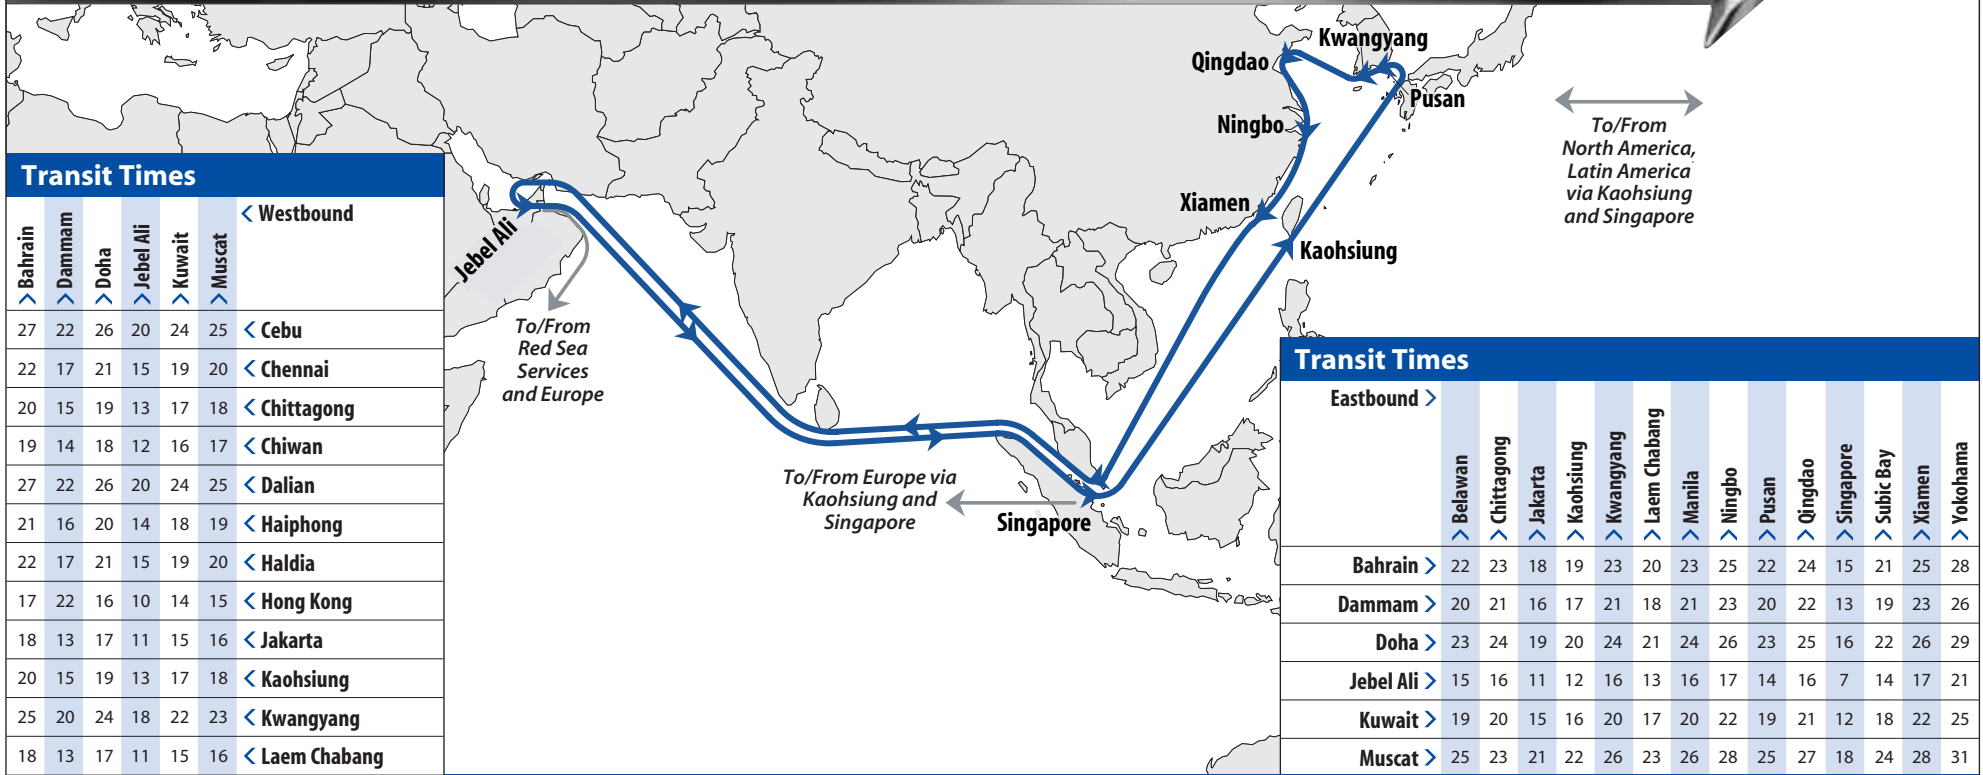 Kwangyang
Qingdao
Pusan
Ningbo
To/From
North America,
Latin America
via Kaohsiung
and Singapore
Xiamen
Kaohsiung
Jebel Ali
To/From
Red Sea
Services
and Europe
To/From Europe via
Kaohsiung and
Singapore
Singapore
Transit Times
< Westbound
Bahrain > Dammam > Doha > Jebel Ali > Kuwait > Muscat >
27 22 26 20 24 25 < Cebu
22 17 21 15 19 20 < Chennai
20 15 19 13 17 18 < Chittagong
19 14 18 12 16 17 < Chiwan
27 22 26 20 24 25 < Dalian
21 16 20 14 18 19 < Haiphong
22 17 21 15 19 20 < Haldia
17 22 16 10 14 15 < Hong Kong
18 13 17 11 15 16 < Jakarta
20 15 19 13 17 18 < Kaohsiung
25 20 24 18 22 23 < Kwangyang
18 13 17 11 15 16 < Laem Chabang
Transit Times
Eastbound >
Belawan > Chittagong > Jakarta > Kaohsiung > Kwangyang > Laem Chabang > Manila > Ningbo > Pusan > Qingdao > Singapore > Subic Bay > Xiamen > Yokohama >
Bahrain > 22 23 18 19 23 20 23 25 22 24 15 21 25 28
Dammam > 20 21 16 17 21 18 21 23 20 22 13 19 23 26
Doha > 23 24 19 20 24 21 24 26 23 25 16 22 26 29
Jebel Ali > 15 16 11 12 16 13 16 17 14 16 7 14 17 21
Kuwait > 19 20 15 16 20 17 20 22 19 21 12 18 22 25
Muscat > 25 23 21 22 26 23 26 28 25 27 18 24 28 31